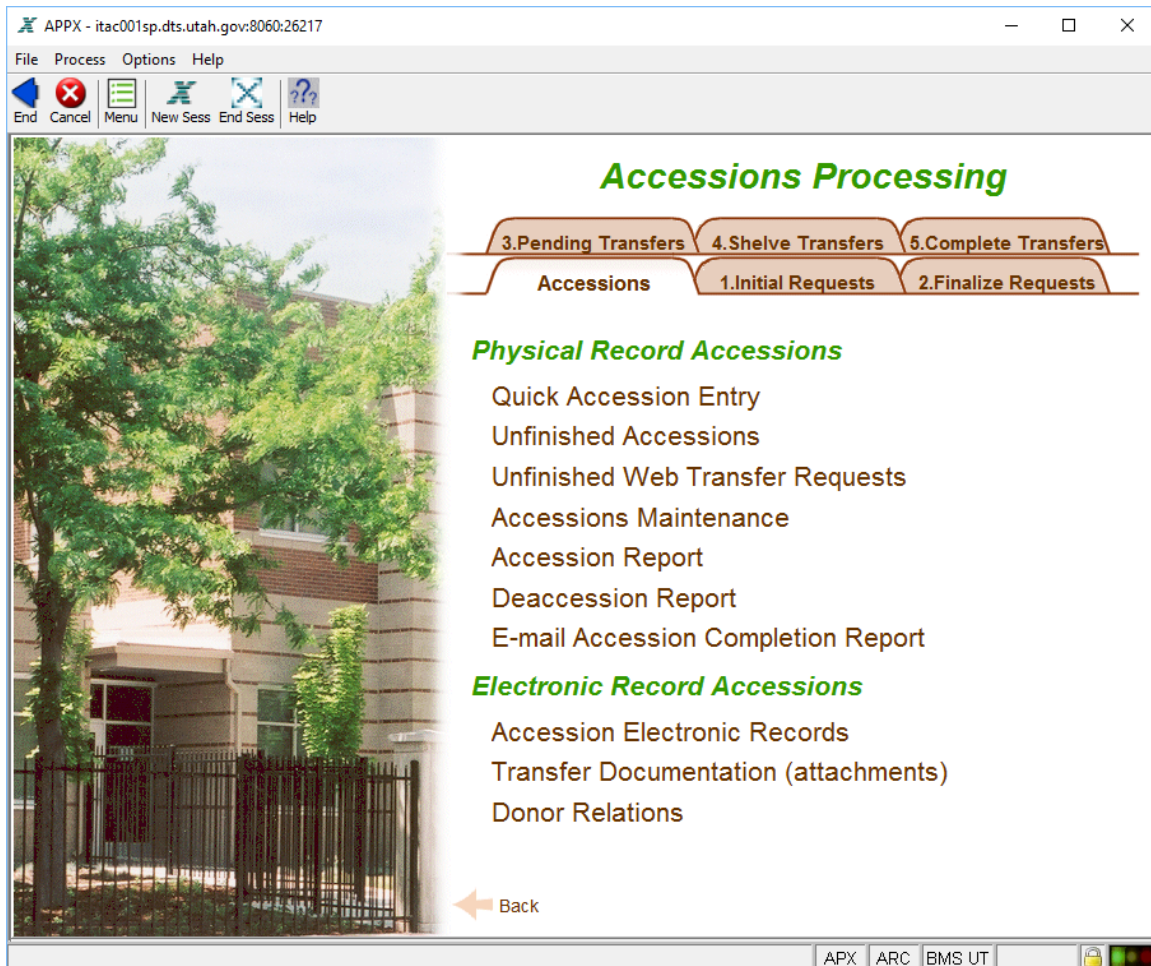 APPX - itac001sp.dts.utah.gov:8060:26217
File Process Options Help
End Cancel Menu New Sess End Sess Help
Accessions Processing
3.Pending Transfers 4.Shelve Transfers 5.Complete Transfers
Accessions 1.Initial Requests 2.Finalize Requests
Physical Record Accessions
Quick Accession Entry
Unfinished Accessions
Unfinished Web Transfer Requests
Accessions Maintenance
Accession Report
Deaccession Report
E-mail Accession Completion Report
Electronic Record Accessions
Accession Electronic Records
Transfer Documentation (attachments)
Donor Relations
Back
APX ARC BMS UT